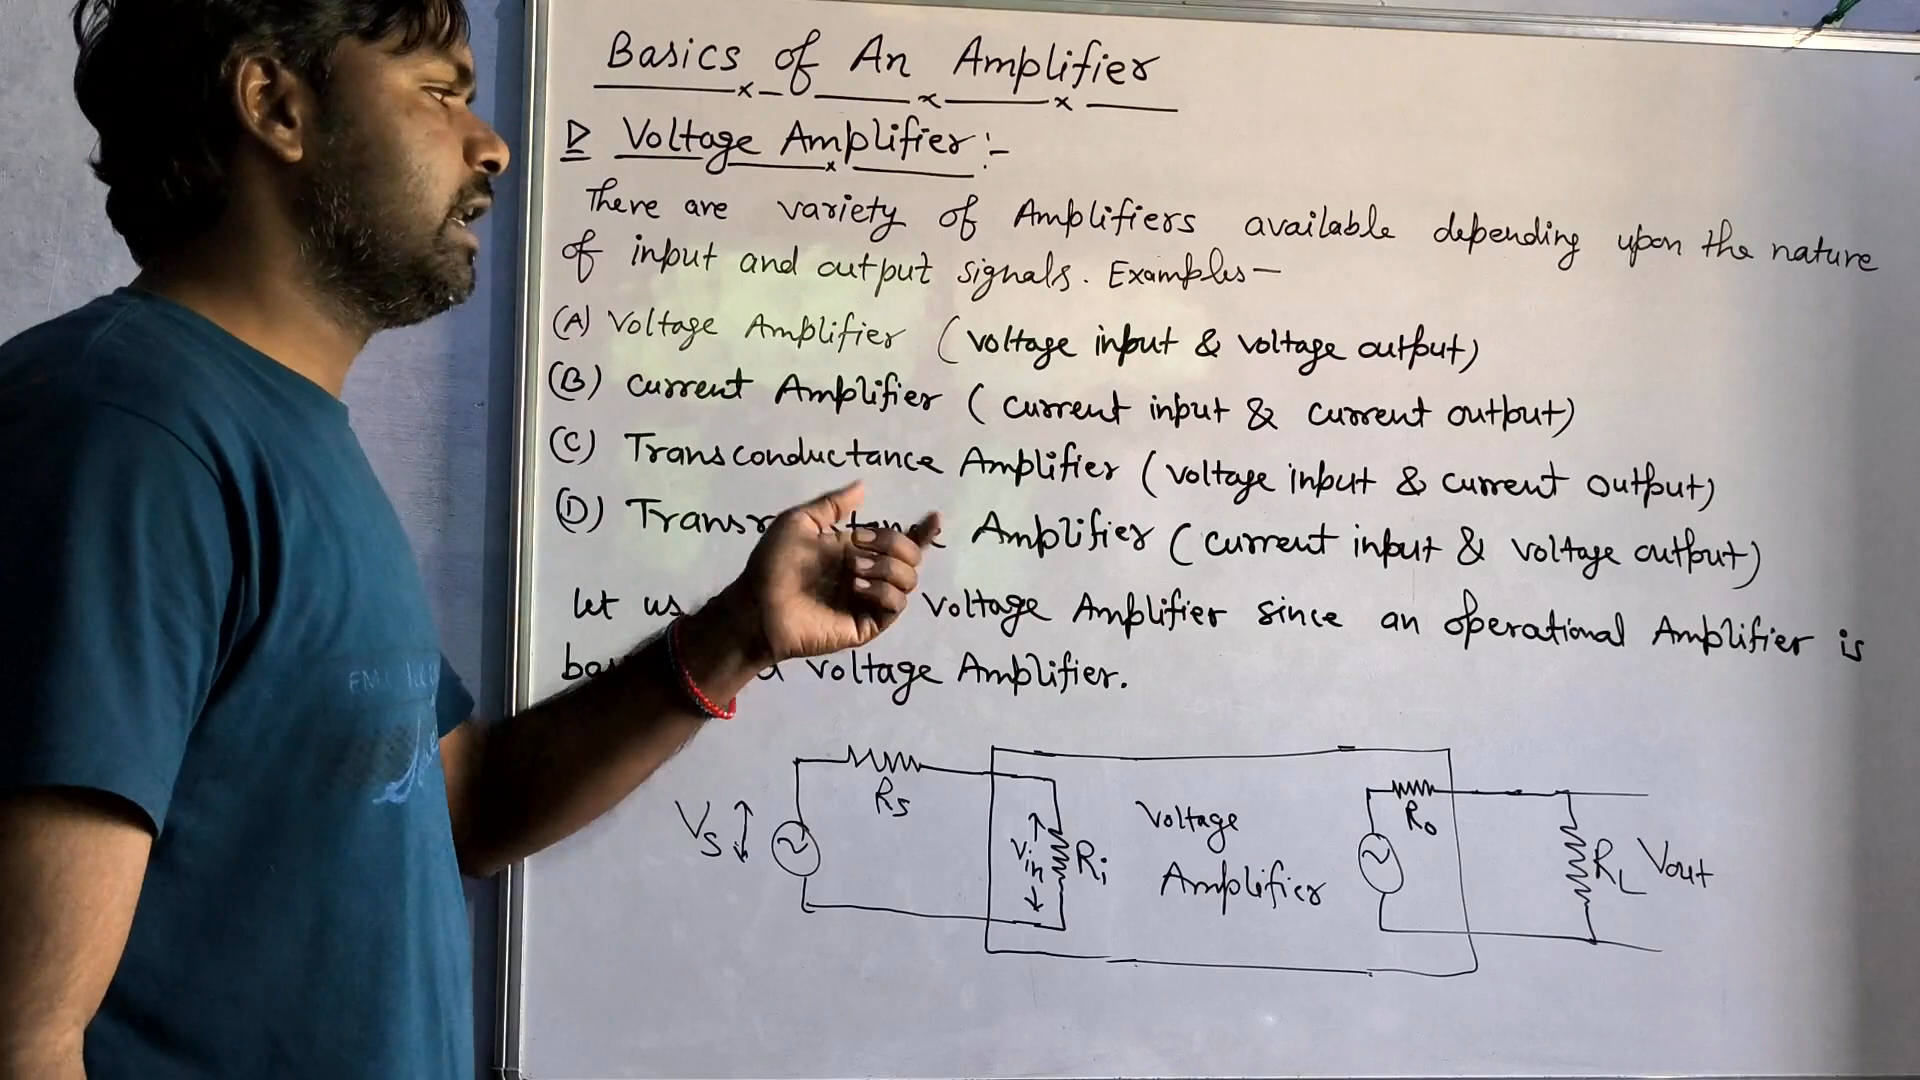 Basics of An Amplifier
Voltage Amplifier :-
There are variety of Amplifiers available depending upon the nature
of input and output signals. Examples —
(A) Voltage Amplifier (voltage input & voltage output)
(B) Current Amplifier (current input & current output)
(C) Transconductance Amplifier (voltage input & current output)
(D) Amplifier (current input & voltage output)
let us voltage Amplifier since an operational Amplifier is
voltage Amplifier.
Vs
Rs
Vin
Ri
Voltage
Amplifier
Ro
RL
Vout